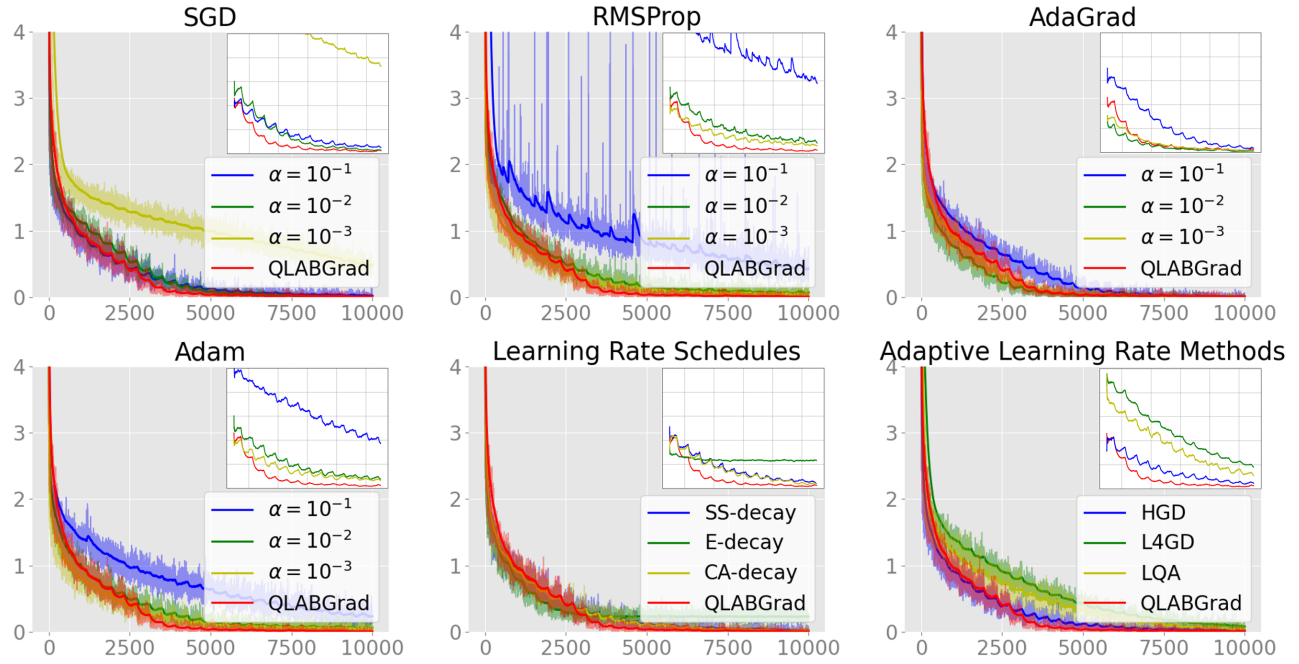 SGD
4
3
2
1
0
α = 10⁻¹
α = 10⁻²
α = 10⁻³
QLABGrad
0 2500 5000 7500 10000
RMSProp
4
3
2
1
0
α = 10⁻¹
α = 10⁻²
α = 10⁻³
QLABGrad
0 2500 5000 7500 10000
AdaGrad
4
3
2
1
0
α = 10⁻¹
α = 10⁻²
α = 10⁻³
QLABGrad
0 2500 5000 7500 10000
Adam
4
3
2
1
0
α = 10⁻¹
α = 10⁻²
α = 10⁻³
QLABGrad
0 2500 5000 7500 10000
Learning Rate Schedules
4
3
2
1
0
SS-decay
E-decay
CA-decay
QLABGrad
0 2500 5000 7500 10000
Adaptive Learning Rate Methods
4
3
2
1
0
HGD
L4GD
LQA
QLABGrad
0 2500 5000 7500 10000